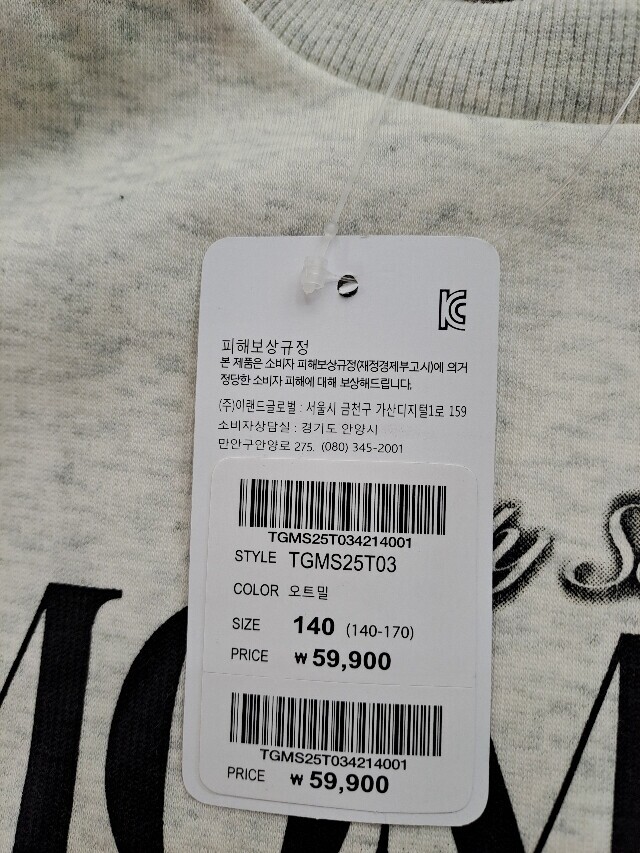 KC
피해보상규정
본 제품은 소비자 피해보상규정(재정경제부고시)에 의거
정당한 소비자 피해에 대해 보상해드립니다.
(주)이랜드글로벌 : 서울시 금천구 가산디지털1로 159
소비자상담실 : 경기도 안양시
만안구안양로 275, (080) 345-2001
TGMS25T034214001
STYLE TGMS25T03
COLOR 오트밀
SIZE 140 (140-170)
PRICE ₩ 59,900
TGMS25T034214001
PRICE ₩ 59,900